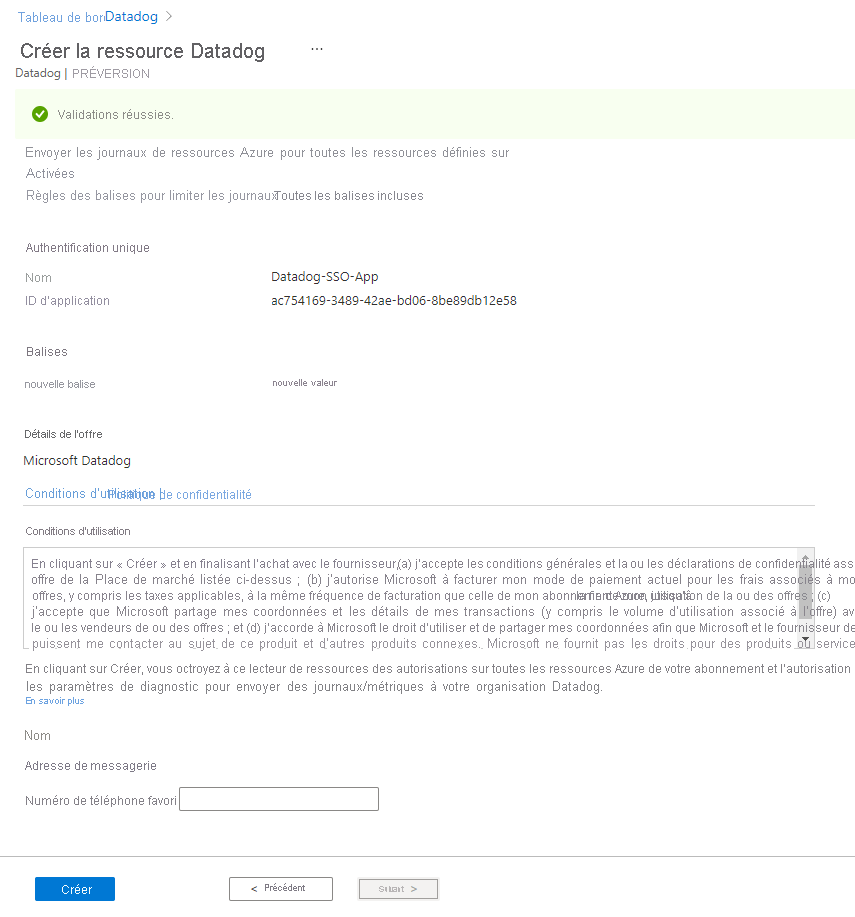 Tableau de bord Datadog >
Créer la ressource Datadog ...
Datadog | PRÉVERSION
Validations réussies.
Envoyer les journaux de ressources Azure pour toutes les ressources définies sur
Activées
Règles des balises pour limiter les journaux Toutes les balises incluses
Authentification unique
Nom Datadog-SSO-App
ID d'application ac754169-3489-42ae-bd06-8be89db12e58
Balises
nouvelle balise nouvelle valeur
Détails de l'offre
Microsoft Datadog
Conditions d'utilisation | Politique de confidentialité
Conditions d'utilisation
En cliquant sur « Créer » et en finalisant l'achat avec le fournisseur,(a) j'accepte les conditions générales et la ou les déclarations de confidentialité ass
offre de la Place de marché listée ci-dessus ; (b) j'autorise Microsoft à facturer mon mode de paiement actuel pour les frais associés à mo
offres, y compris les taxes applicables, à la même fréquence de facturation que celle de mon abonnement Azure, jusqu'à la fin de l'utilisation de la ou des offres ; (c)
j'accepte que Microsoft partage mes coordonnées et les détails de mes transactions (y compris le volume d'utilisation associé à l'offre) av
le ou les vendeurs de ou des offres ; et (d) j'accorde à Microsoft le droit d'utiliser et de partager mes coordonnées afin que Microsoft et le fournisseur de
puissent me contacter au sujet de ce produit et d'autres produits connexes. Microsoft ne fournit pas les droits pour des produits ou service
En cliquant sur Créer, vous octroyez à ce lecteur de ressources des autorisations sur toutes les ressources Azure de votre abonnement et l'autorisation
les paramètres de diagnostic pour envoyer des journaux/métriques à votre organisation Datadog.
En savoir plus
Nom
Adresse de messagerie
Numéro de téléphone favori
Créer < Précédent Suivant >